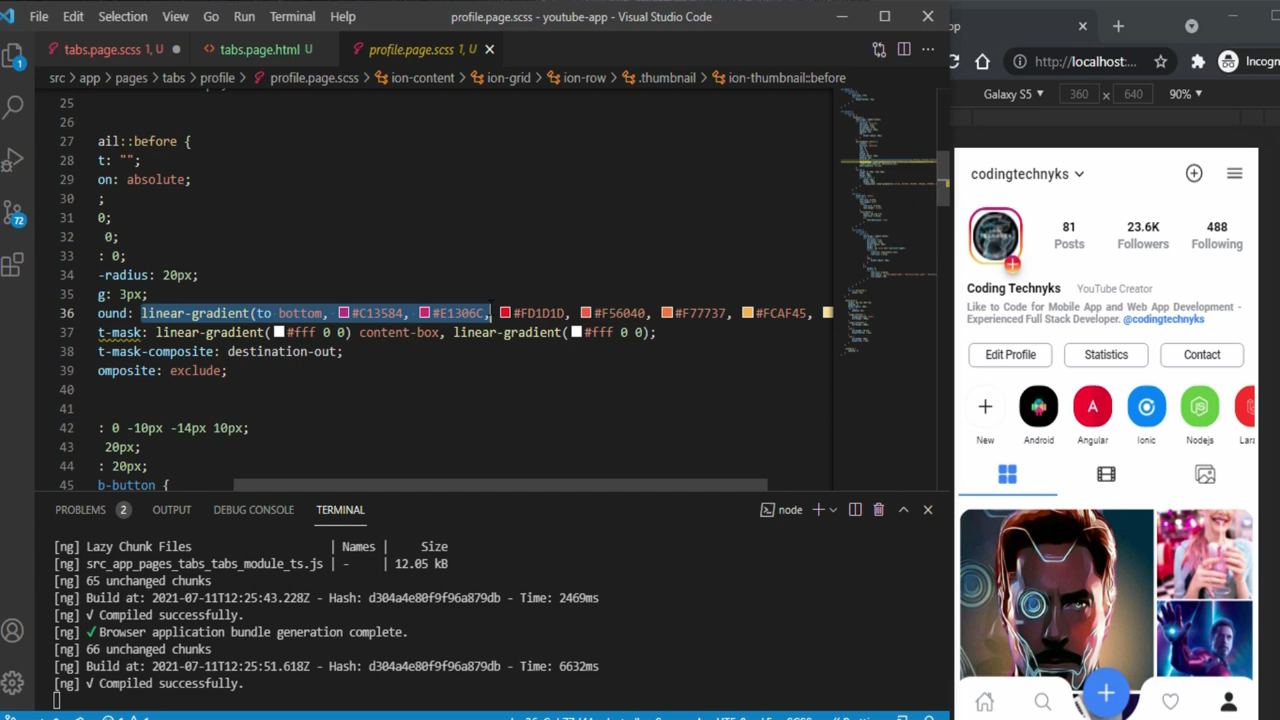 File Edit Selection View Go Run Terminal Help profile.page.scss - youtube-app - Visual Studio Code
tabs.page.scss 1, U tabs.page.html U profile.page.scss 1, U
src > app > pages > tabs > profile > profile.page.scss > ion-content > ion-grid > ion-row > .thumbnail > ion-thumbnail::before
25
26
27 ail::before {
28 t: "";
29 on: absolute;
30 ;
31 0;
32 0;
33 : 0;
34 -radius: 20px;
35 g: 3px;
36 ound: linear-gradient(to bottom, #C13584, #E1306C, #FD1D1D, #F56040, #F77737, #FCAF45,
37 t-mask: linear-gradient(#fff 0 0) content-box, linear-gradient(#fff 0 0);
38 t-mask-composite: destination-out;
39 omposite: exclude;
40
41
42 : 0 -10px -14px 10px;
43 20px;
44 : 20px;
45 b-button {
PROBLEMS 2 OUTPUT DEBUG CONSOLE TERMINAL node
[ng] Lazy Chunk Files | Names | Size
[ng] src_app_pages_tabs_tabs_module_ts.js | - | 12.05 kB
[ng] 65 unchanged chunks
[ng] Build at: 2021-07-11T12:25:43.228Z - Hash: d304a4e80f9f96a879db - Time: 2469ms
[ng] √ Compiled successfully.
[ng] ✓ Browser application bundle generation complete.
[ng] 66 unchanged chunks
[ng] Build at: 2021-07-11T12:25:51.618Z - Hash: d304a4e80f9f96a879db - Time: 6632ms
[ng] √ Compiled successfully.
1
72
op
http://localhost:... Incogn
Galaxy S5 360 x 640 90%
codingtechnyks
81 23.6K 488
Posts Followers Following
Coding Technyks YouTube Creator
Like to Code for Mobile App and Web App Development -
Experienced Full Stack Developer. @codingtechnyks
Edit Profile Statistics Contact
New Android Angular Ionic Nodejs Lara